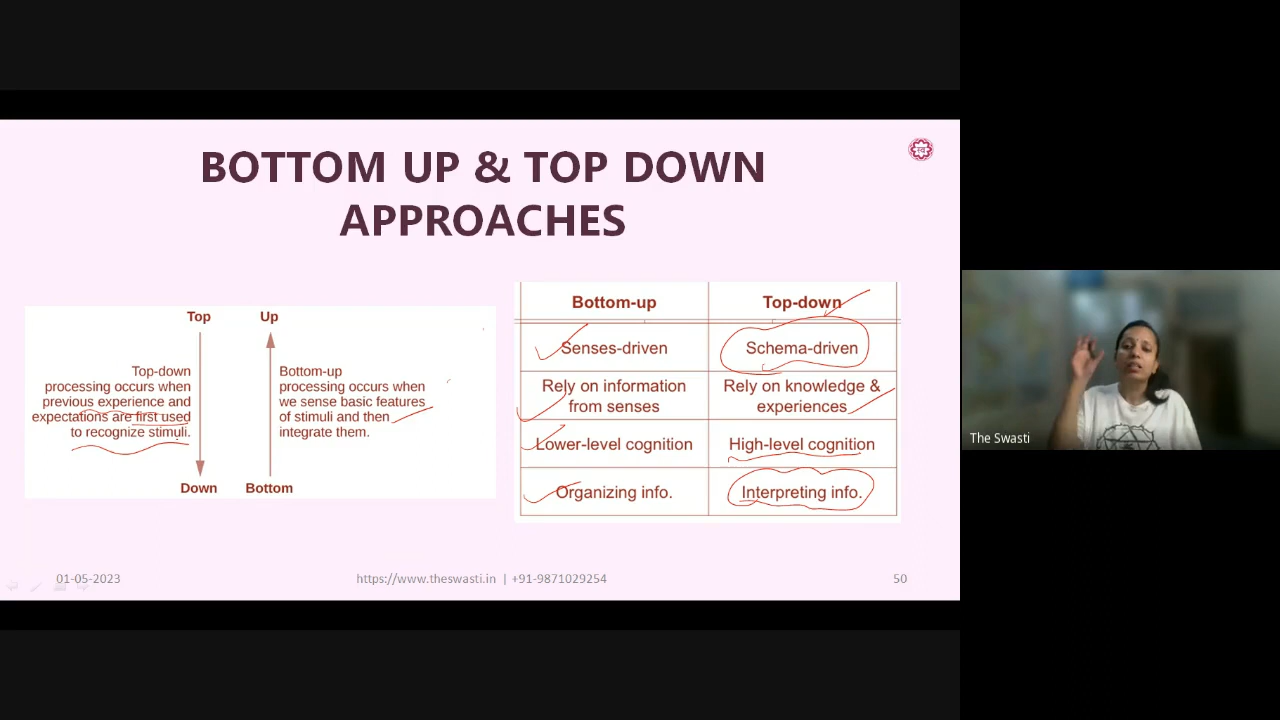 BOTTOM UP & TOP DOWN
APPROACHES
Top
Up
Top-down
processing occurs when
previous experience and
expectations are first used
to recognize stimuli.
Bottom-up
processing occurs when
we sense basic features
of stimuli and then
integrate them.
Down
Bottom
Bottom-up
Top-down
Senses-driven
Schema-driven
Rely on information
from senses
Rely on knowledge &
experiences
Lower-level cognition
High-level cognition
Organizing info.
Interpreting info.
The Swasti
01-05-2023
https://www.theswasti.in | +91-9871029254
50